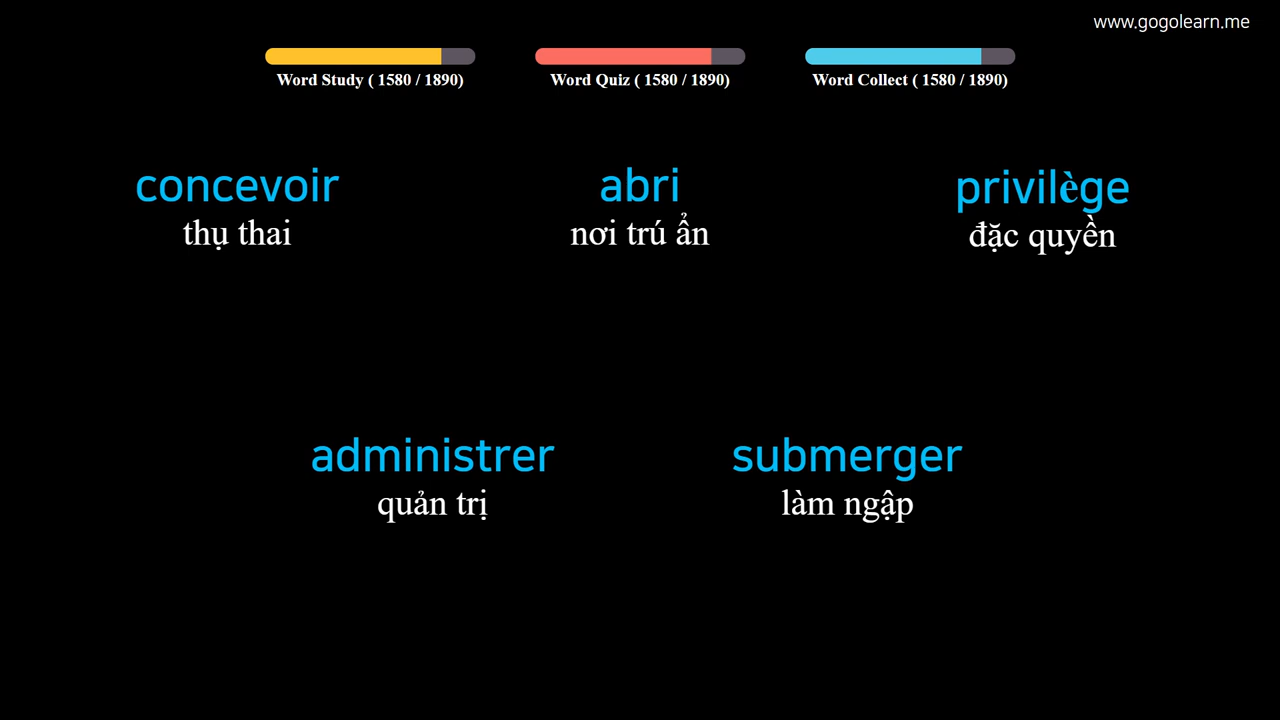 www.gogolearn.me
Word Study ( 1580 / 1890)
Word Quiz ( 1580 / 1890)
Word Collect ( 1580 / 1890)
concevoir
thụ thai
abri
nơi trú ẩn
privilège
đặc quyền
administrer
quản trị
submerger
làm ngập